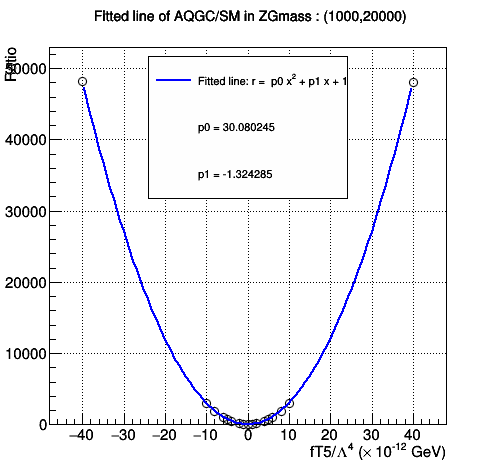 FItted line of AQGC/SM in ZGmass : (1000,20000)
Ratio
Fitted line: r = p0 x² + p1 x + 1
p0 = 30.080245
p1 = -1.324285
50000
40000
30000
20000
10000
0
−40 −30 −20 −10 0 10 20 30 40
fT5/Λ⁴ (× 10⁻¹² GeV)